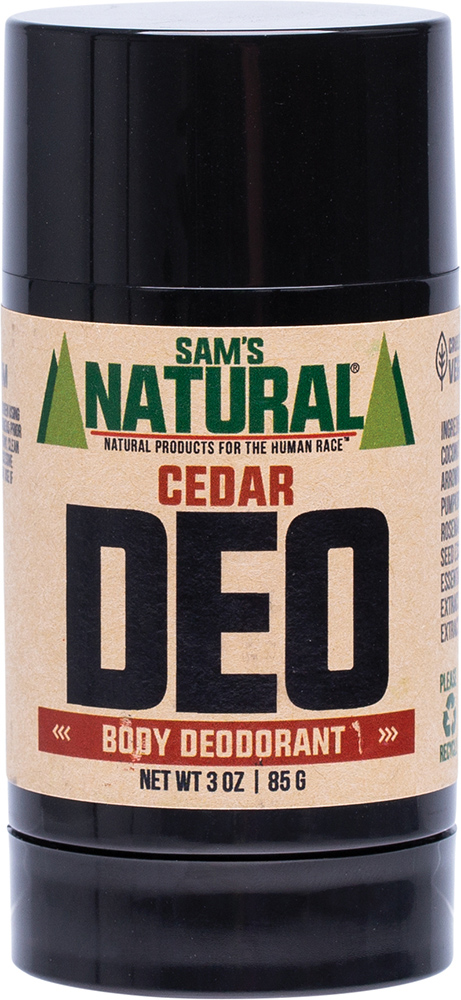 SAM'S
NATURAL®
NATURAL PRODUCTS FOR THE HUMAN RACE™
CEDAR
DEO
‹‹‹ BODY DEODORANT ›››
NET WT 3 OZ | 85 G